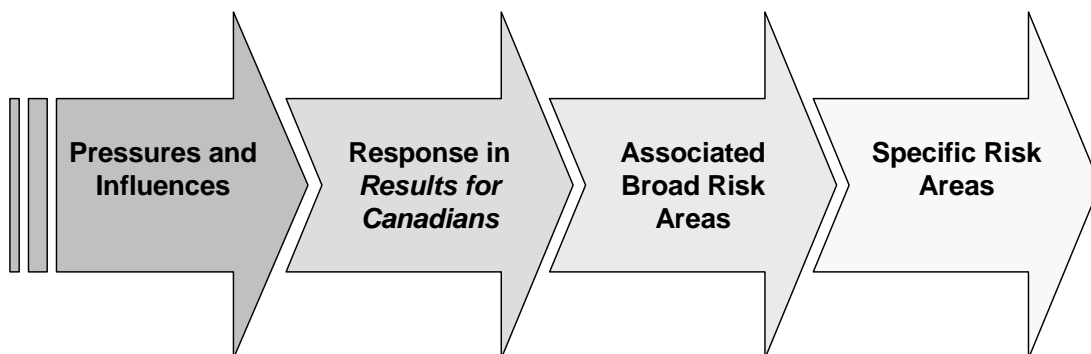 Pressures and
Influences
Response in
Results for
Canadians
Associated
Broad Risk
Areas
Specific Risk
Areas